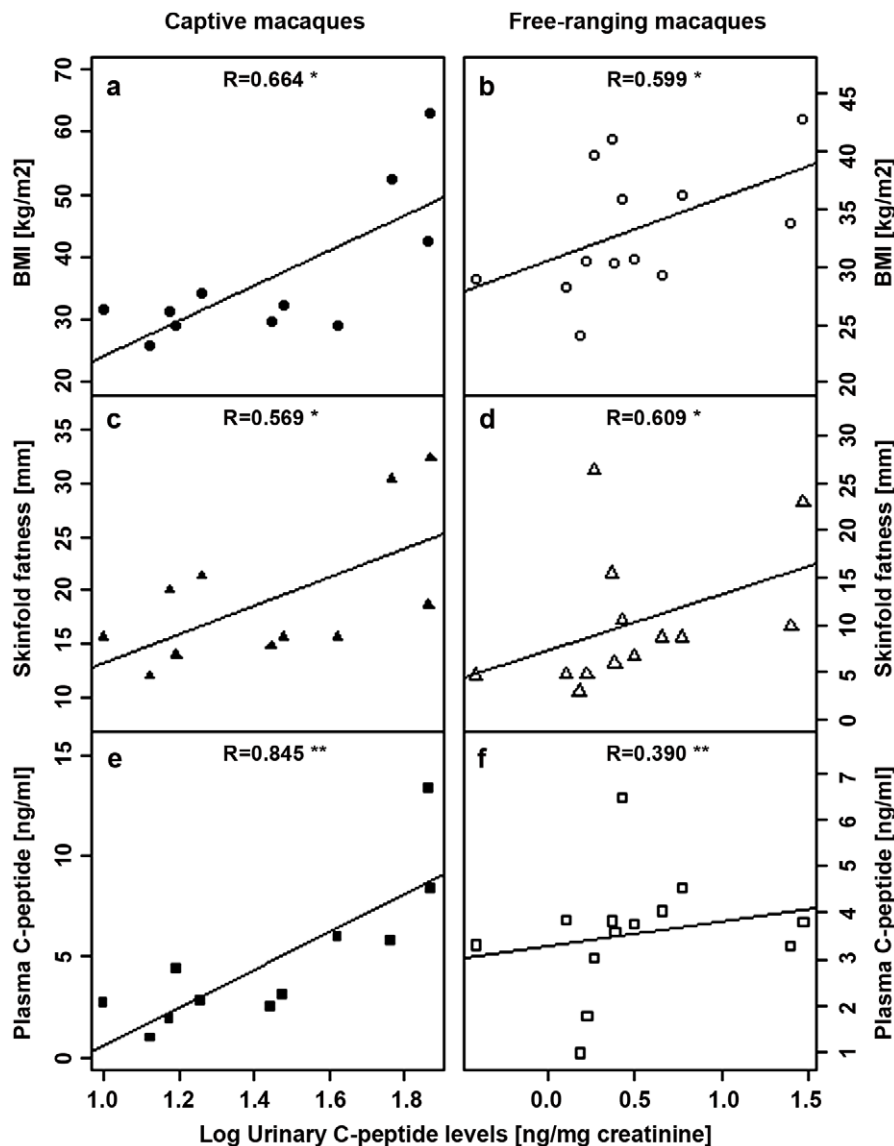 Captive macaques
Free-ranging macaques
a
R=0.664 *
BMI [kg/m2]
70
60
50
40
30
20
b
R=0.599 *
BMI [kg/m2]
45
40
35
30
25
20
c
R=0.569 *
Skinfold fatness [mm]
35
30
25
20
15
10
d
R=0.609 *
Skinfold fatness [mm]
30
25
20
15
10
5
0
e
R=0.845 **
Plasma C-peptide [ng/ml]
15
10
5
0
f
R=0.390 **
Plasma C-peptide [ng/ml]
7
6
5
4
3
2
1
1.0 1.2 1.4 1.6 1.8
0.0 0.5 1.0 1.5
Log Urinary C-peptide levels [ng/mg creatinine]